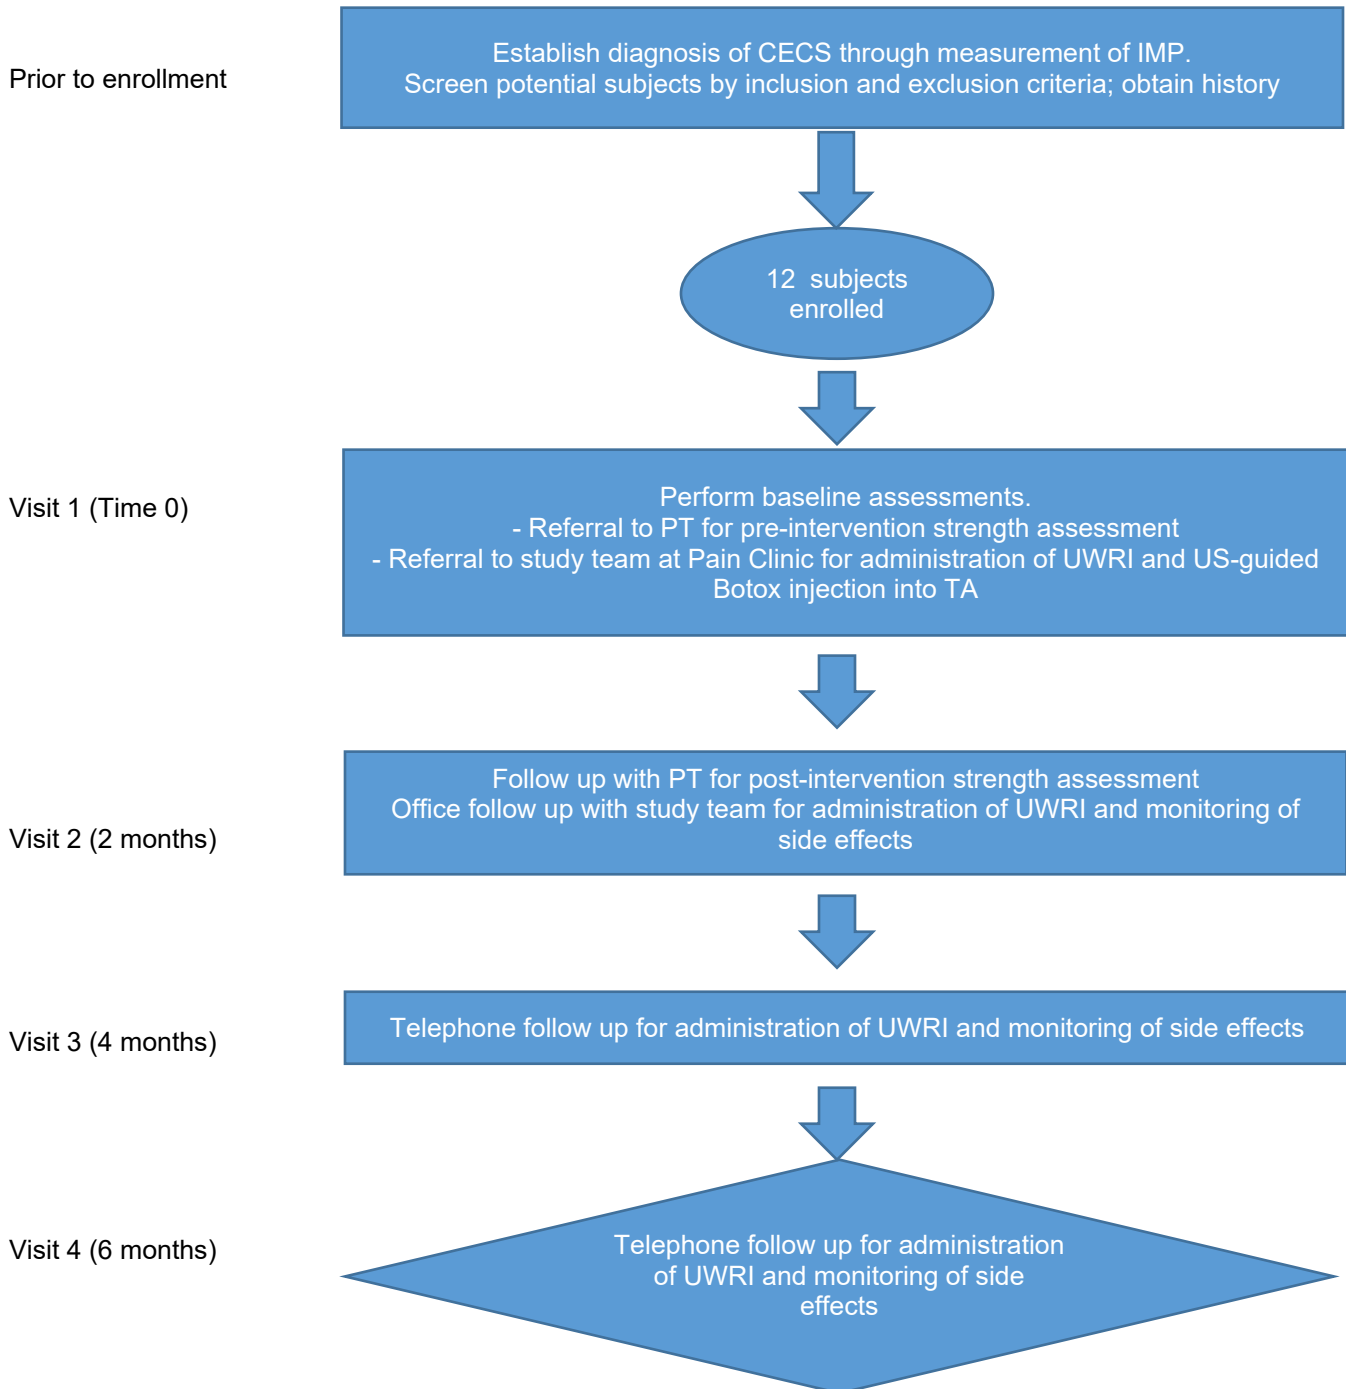 Prior to enrollment
Establish diagnosis of CECS through measurement of IMP.
Screen potential subjects by inclusion and exclusion criteria; obtain history
12 subjects
enrolled
Visit 1 (Time 0)
Perform baseline assessments.
- Referral to PT for pre-intervention strength assessment
- Referral to study team at Pain Clinic for administration of UWRI and US-guided
Botox injection into TA
Visit 2 (2 months)
Follow up with PT for post-intervention strength assessment
Office follow up with study team for administration of UWRI and monitoring of
side effects
Visit 3 (4 months)
Telephone follow up for administration of UWRI and monitoring of side effects
Visit 4 (6 months)
Telephone follow up for administration
of UWRI and monitoring of side
effects